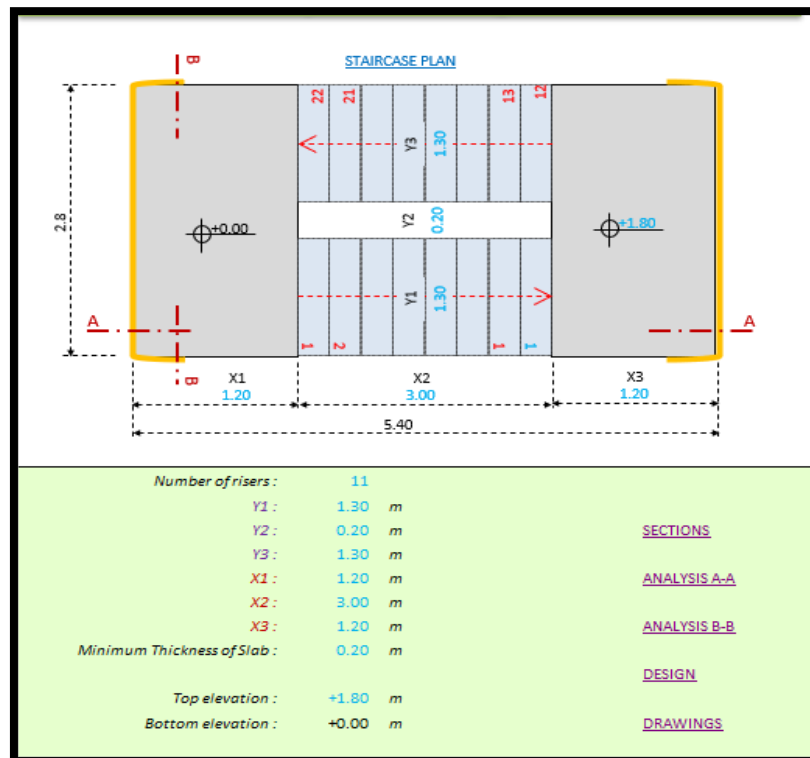 B
STAIRCASE PLAN
22
21
13
12
Y3
1.30
2.8
+0.00
Y2
0.20
+1.80
Y1
1.30
A
A
1
2
1
1
B
X1
X2
X3
1.20
3.00
1.20
5.40
Number of risers : 11
Y1 : 1.30 m
Y2 : 0.20 m
SECTIONS
Y3 : 1.30 m
X1 : 1.20 m
ANALYSIS A-A
X2 : 3.00 m
X3 : 1.20 m
ANALYSIS B-B
Minimum Thickness of Slab : 0.20 m
DESIGN
Top elevation : +1.80 m
Bottom elevation : +0.00 m
DRAWINGS